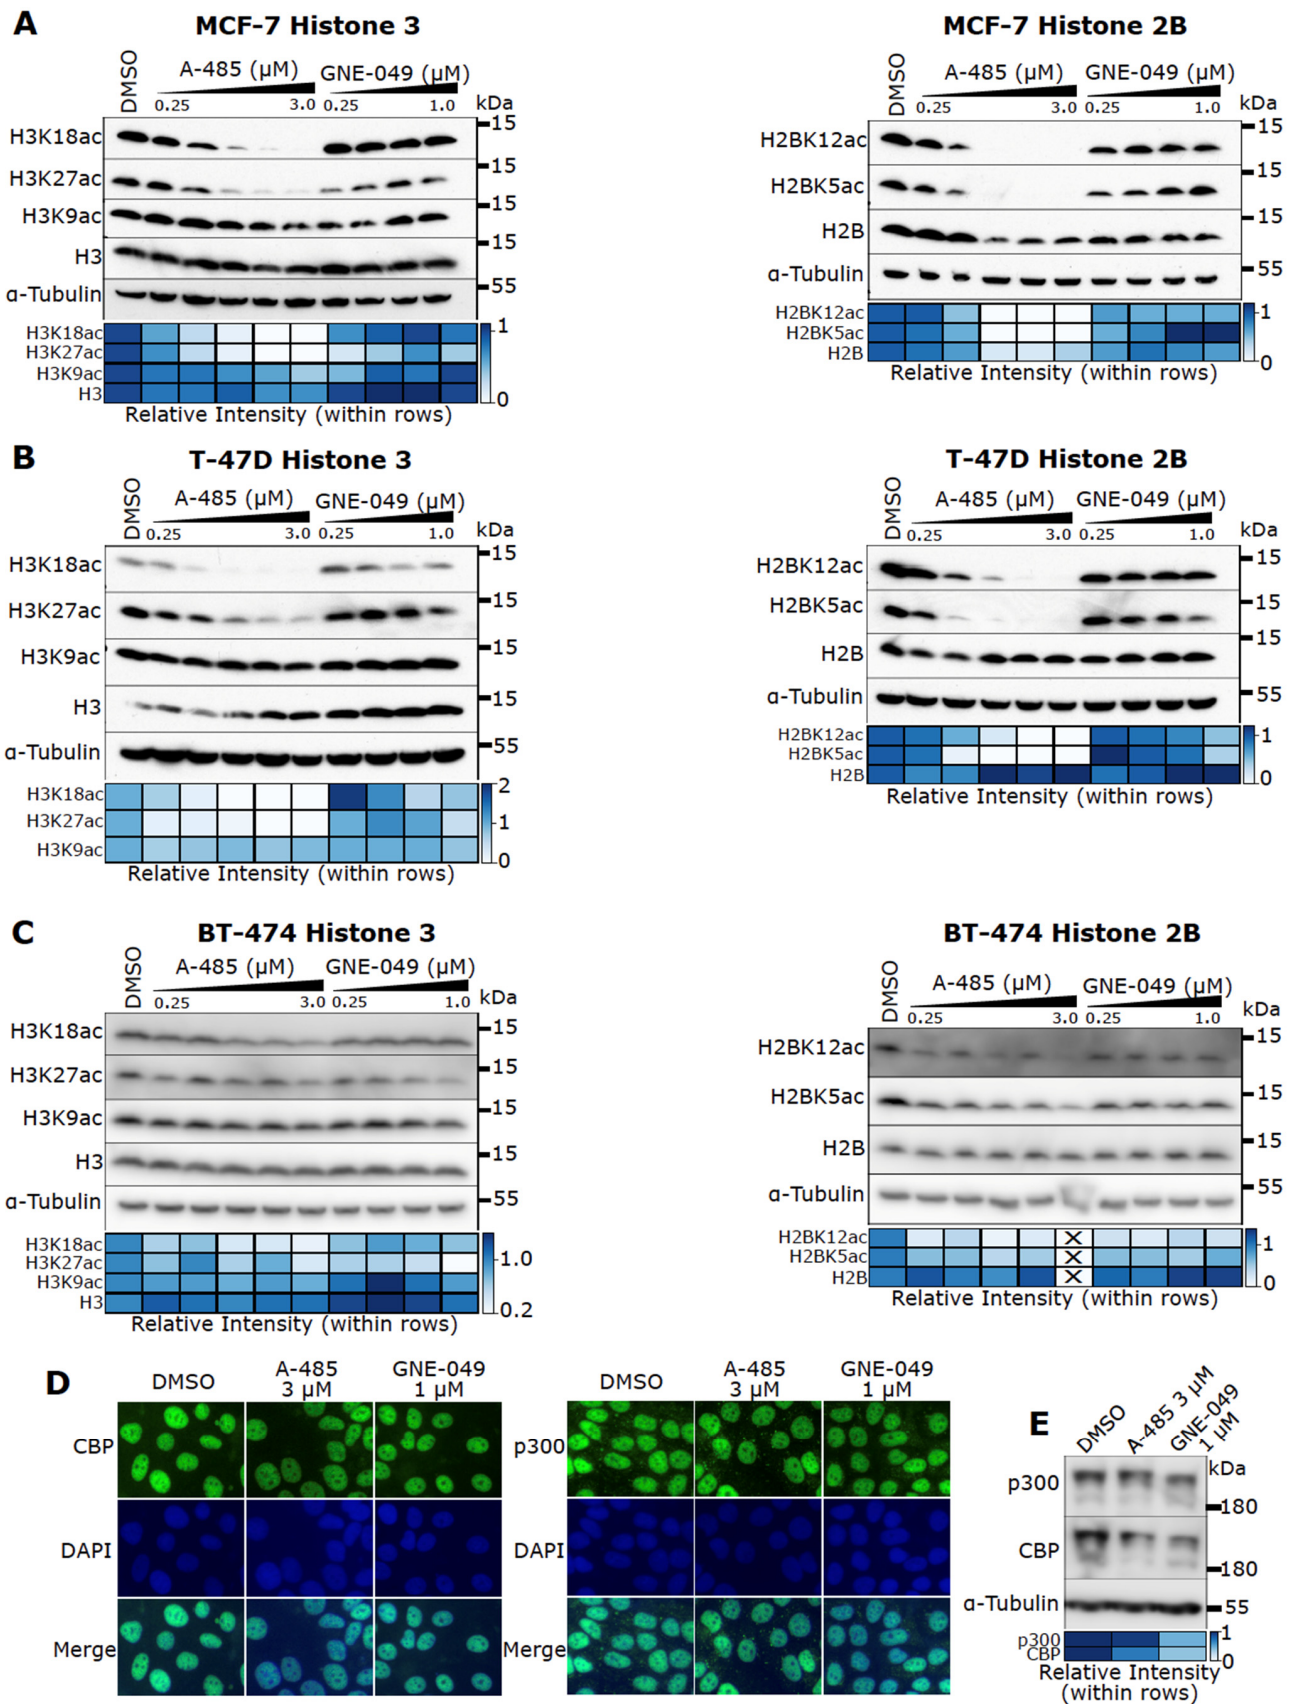 A
MCF-7 Histone 3
DMSO
A-485 (µM)
GNE-049 (µM)
0.25
3.0
0.25
1.0
kDa
H3K18ac
15
H3K27ac
15
H3K9ac
15
H3
15
α-Tubulin
55
H3K18ac
H3K27ac
H3K9ac
H3
1
0
Relative Intensity (within rows)
MCF-7 Histone 2B
DMSO
A-485 (µM)
GNE-049 (µM)
0.25
3.0
0.25
1.0
kDa
H2BK12ac
15
H2BK5ac
15
H2B
15
α-Tubulin
55
H2BK12ac
H2BK5ac
H2B
1
0
Relative Intensity (within rows)
B
T-47D Histone 3
DMSO
A-485 (µM)
GNE-049 (µM)
0.25
3.0
0.25
1.0
kDa
H3K18ac
15
H3K27ac
15
H3K9ac
15
H3
15
α-Tubulin
55
H3K18ac
H3K27ac
H3K9ac
2
1
0
Relative Intensity (within rows)
T-47D Histone 2B
DMSO
A-485 (µM)
GNE-049 (µM)
0.25
3.0
0.25
1.0
kDa
H2BK12ac
15
H2BK5ac
15
H2B
15
α-Tubulin
55
H2BK12ac
H2BK5ac
H2B
1
0
Relative Intensity (within rows)
C
BT-474 Histone 3
DMSO
A-485 (µM)
GNE-049 (µM)
0.25
3.0
0.25
1.0
kDa
H3K18ac
15
H3K27ac
15
H3K9ac
15
H3
15
α-Tubulin
55
H3K18ac
H3K27ac
H3K9ac
H3
1.0
0.2
Relative Intensity (within rows)
BT-474 Histone 2B
DMSO
A-485 (µM)
GNE-049 (µM)
0.25
3.0
0.25
1.0
kDa
H2BK12ac
15
H2BK5ac
15
H2B
15
α-Tubulin
55
H2BK12ac
H2BK5ac
H2B
X
X
X
1
0
Relative Intensity (within rows)
D
DMSO
A-485
3 µM
GNE-049
1 µM
CBP
DAPI
Merge
DMSO
A-485
3 µM
GNE-049
1 µM
p300
DAPI
Merge
E
DMSO
A-485 3 µM
GNE-049
1 µM
kDa
p300
180
CBP
180
α-Tubulin
55
p300
CBP
1
0
Relative Intensity
(within rows)